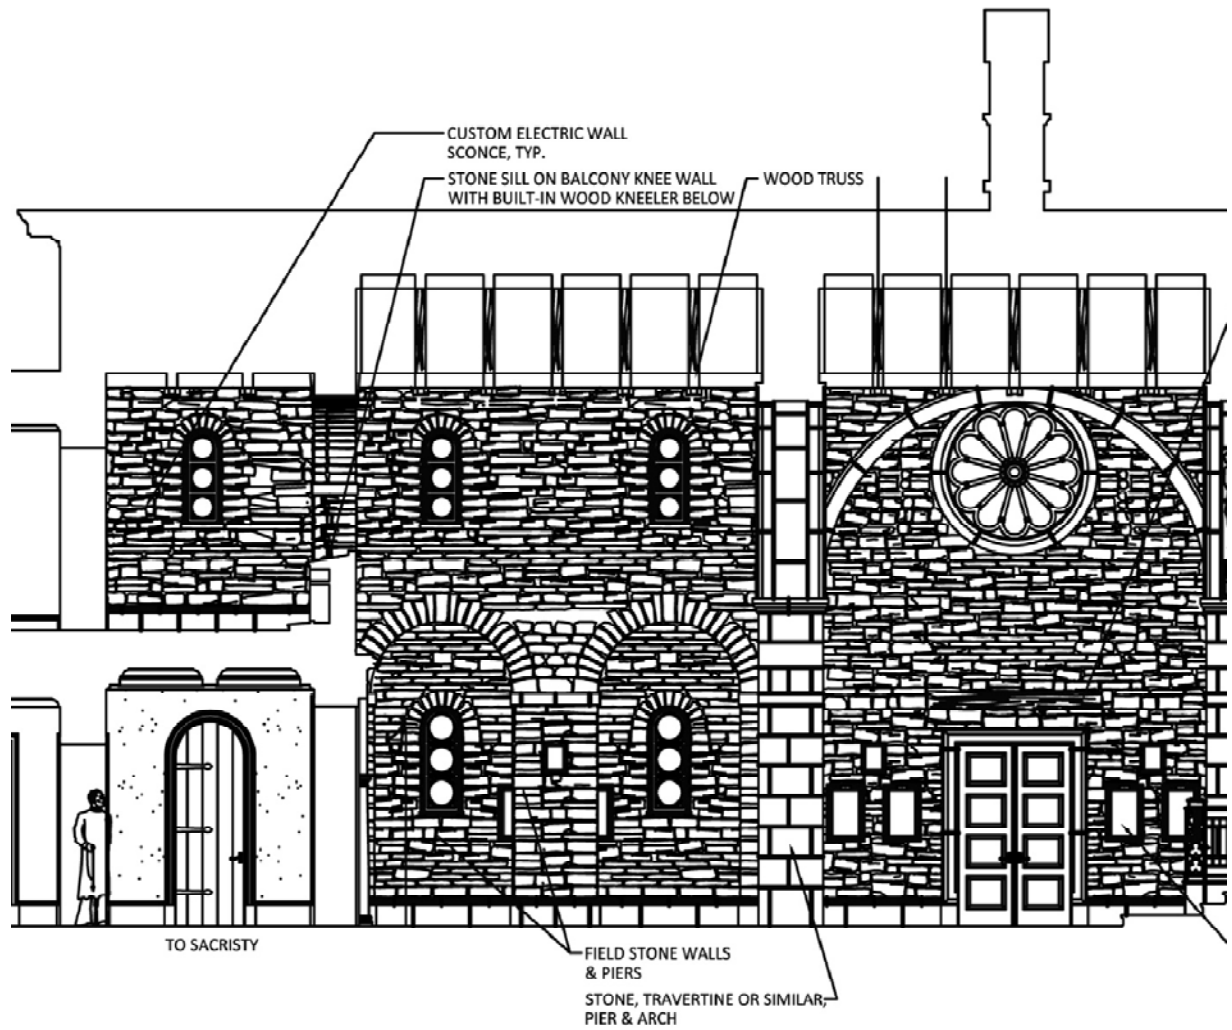 CUSTOM ELECTRIC WALL
SCONCE, TYP.
STONE SILL ON BALCONY KNEE WALL
WITH BUILT-IN WOOD KNEELER BELOW
WOOD TRUSS
TO SACRISTY
FIELD STONE WALLS
& PIERS
STONE, TRAVERTINE OR SIMILAR,
PIER & ARCH